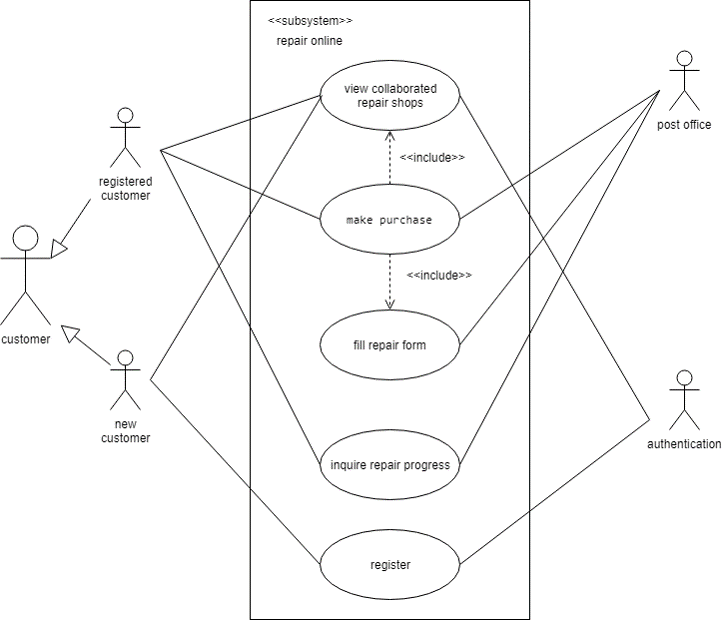 <<subsystem>>
repair online
view collaborated
repair shops
<<include>>
make purchase
<<include>>
fill repair form
inquire repair progress
register
registered
customer
customer
new
customer
post office
authentication